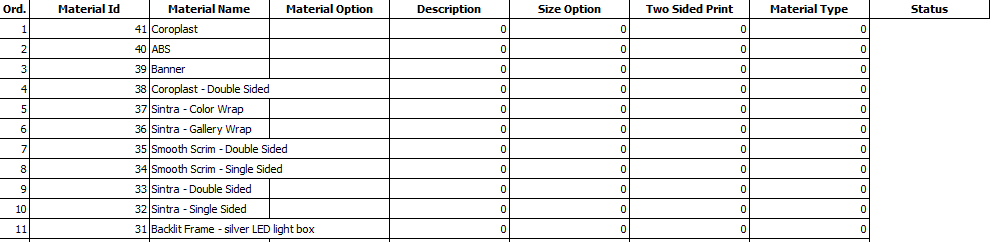 Ord. Material Id Material Name Material Option Description Size Option Two Sided Print Material Type Status
1 41 Coroplast 0 0 0 0
2 40 ABS 0 0 0 0
3 39 Banner 0 0 0 0
4 38 Coroplast - Double Sided 0 0 0 0
5 37 Sintra - Color Wrap 0 0 0 0
6 36 Sintra - Gallery Wrap 0 0 0 0
7 35 Smooth Scrim - Double Sided 0 0 0 0
8 34 Smooth Scrim - Single Sided 0 0 0 0
9 33 Sintra - Double Sided 0 0 0 0
10 32 Sintra - Single Sided 0 0 0 0
11 31 Backlit Frame - silver LED light box 0 0 0 0